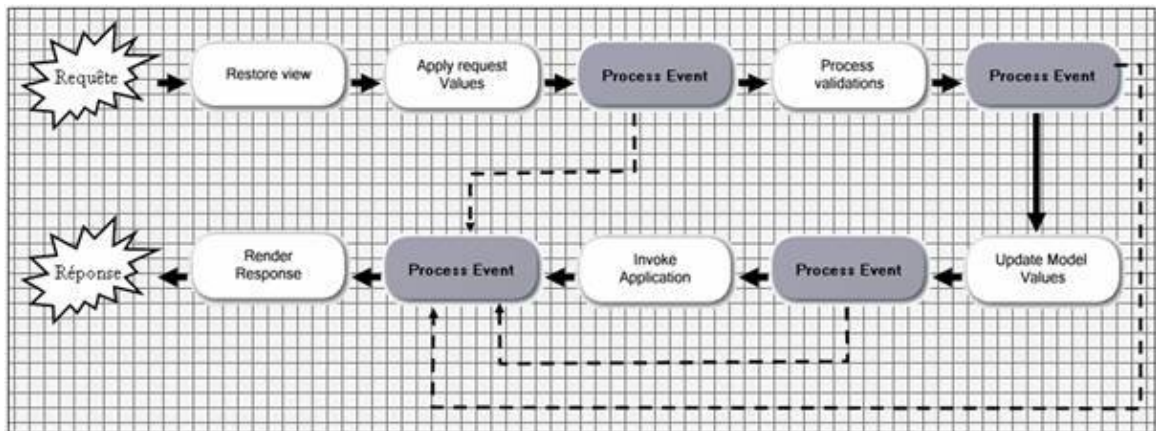 Requête
Restore view
Apply request
Values
Process Event
Process
validations
Process Event
Réponse
Render
Response
Process Event
Invoke
Application
Process Event
Update Model
Values